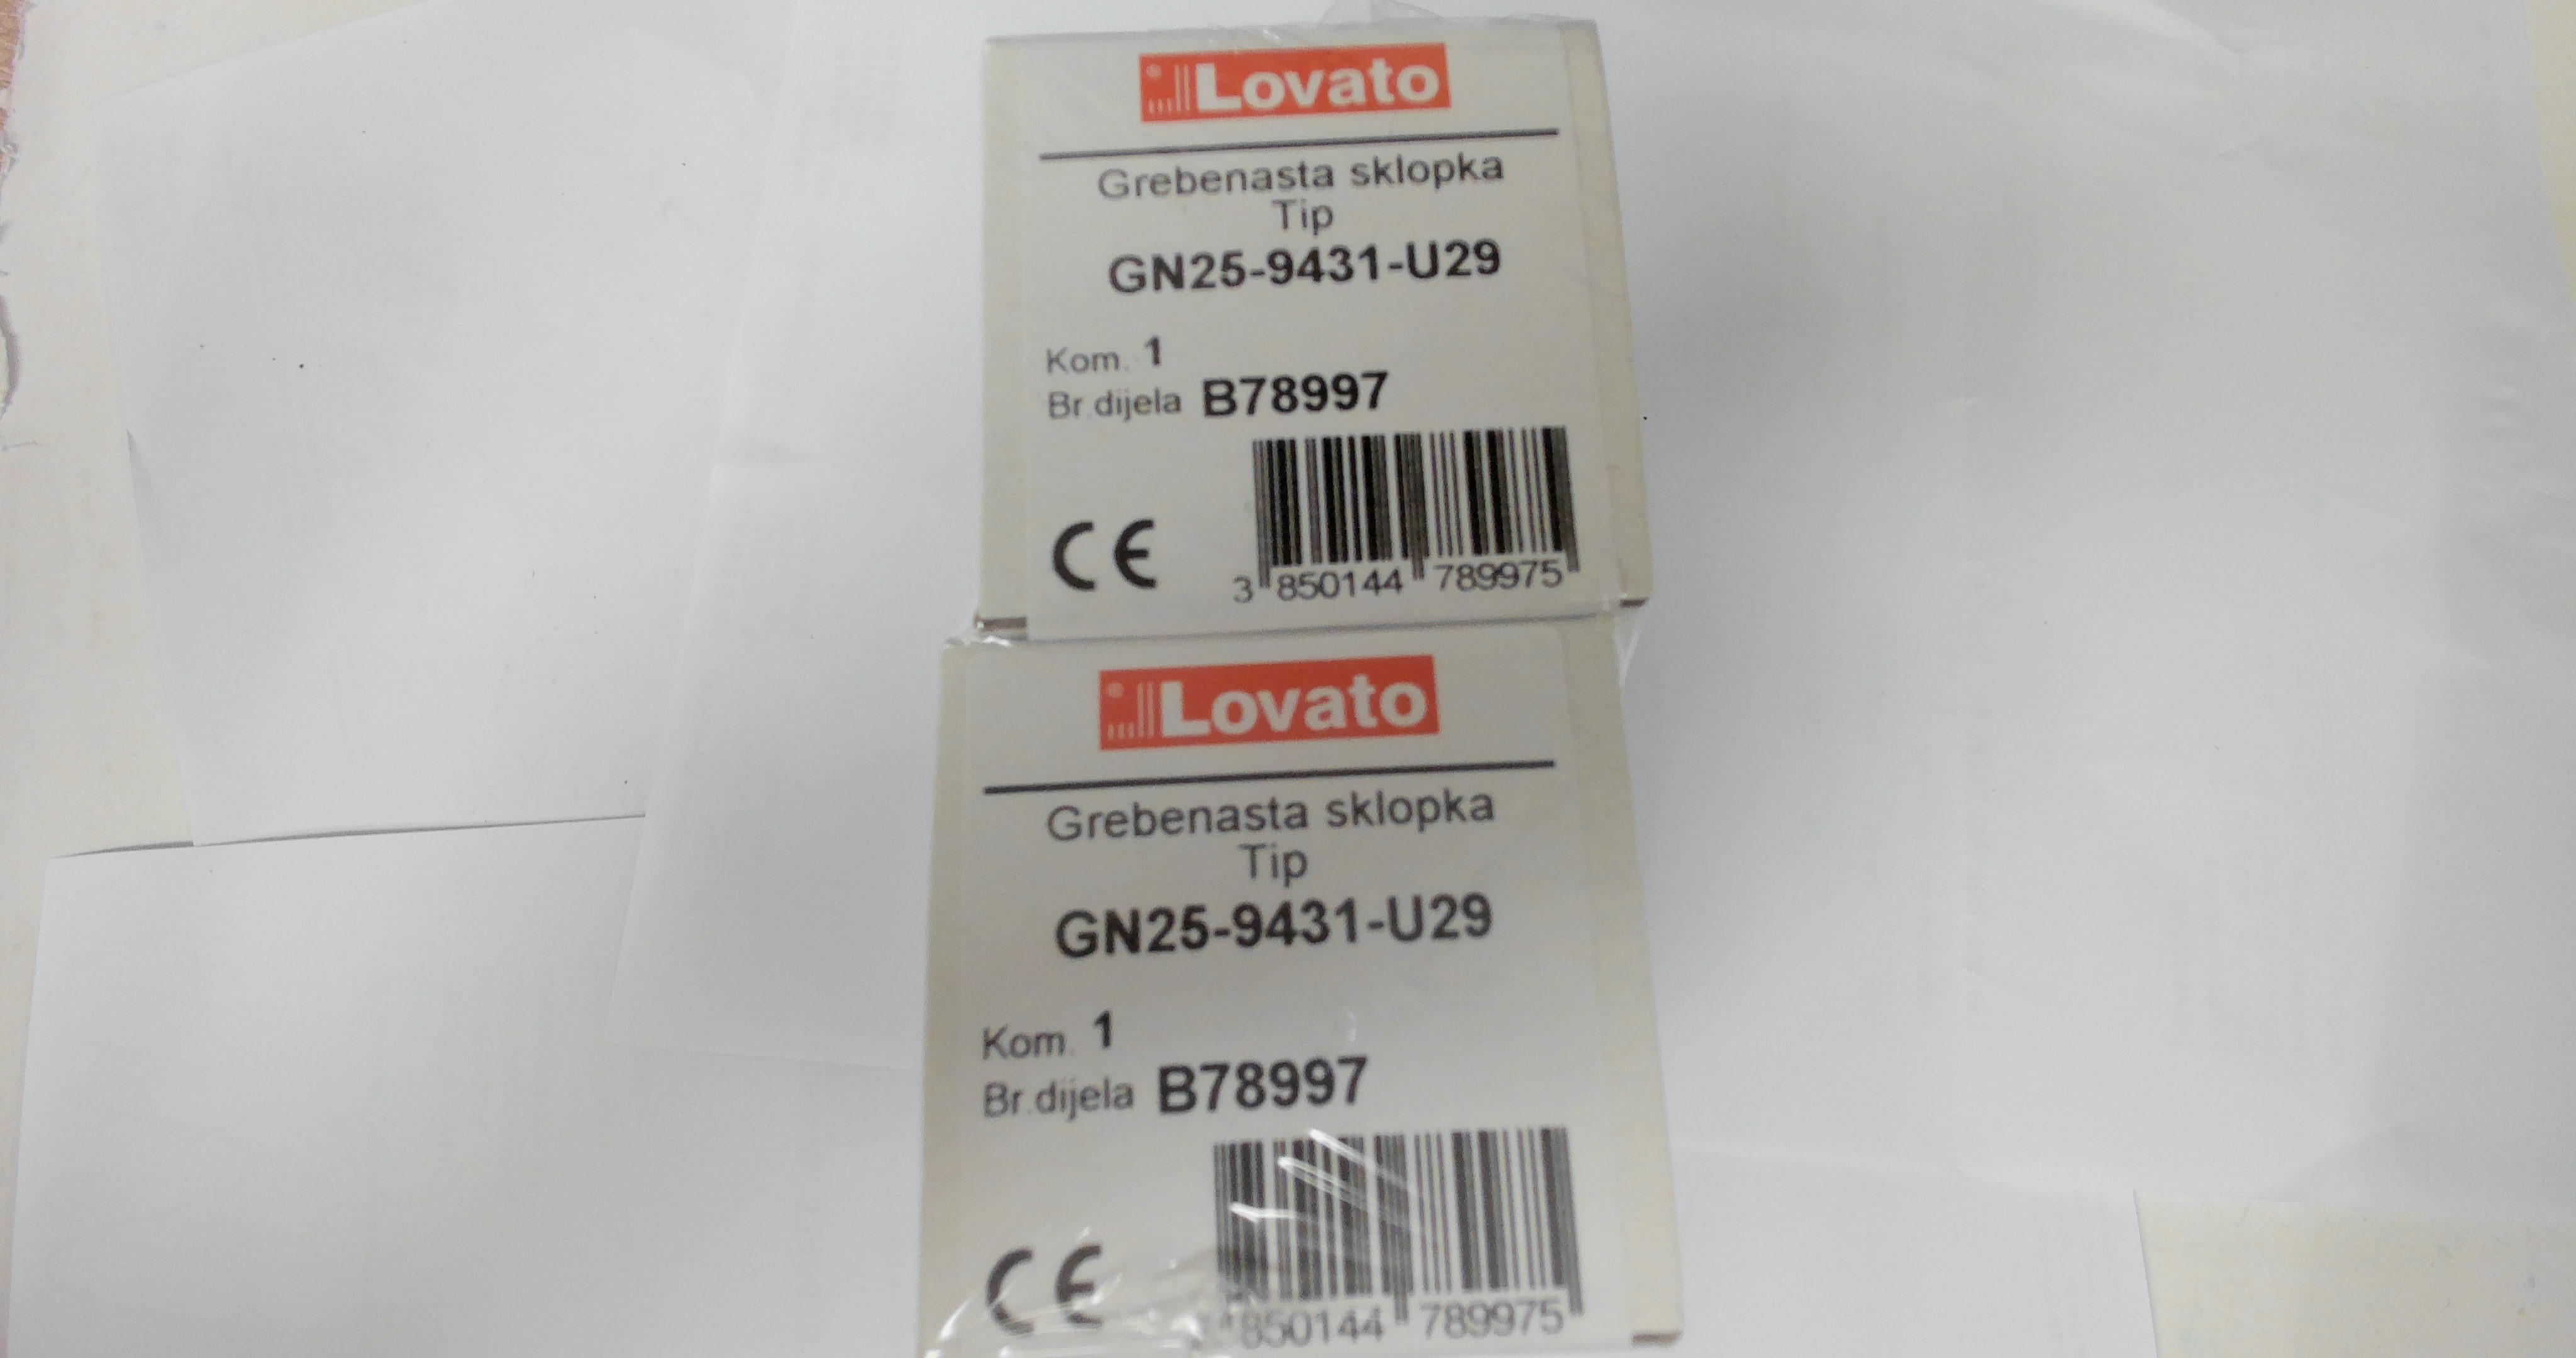 Lovato
Grebenasta sklopka
Tip
GN25-9431-U29
Kom. 1
Br.dijela B78997
CE
3 850144 789975
Lovato
Grebenasta sklopka
Tip
GN25-9431-U29
Kom. 1
Br.dijela B78997
CE
850144 789975